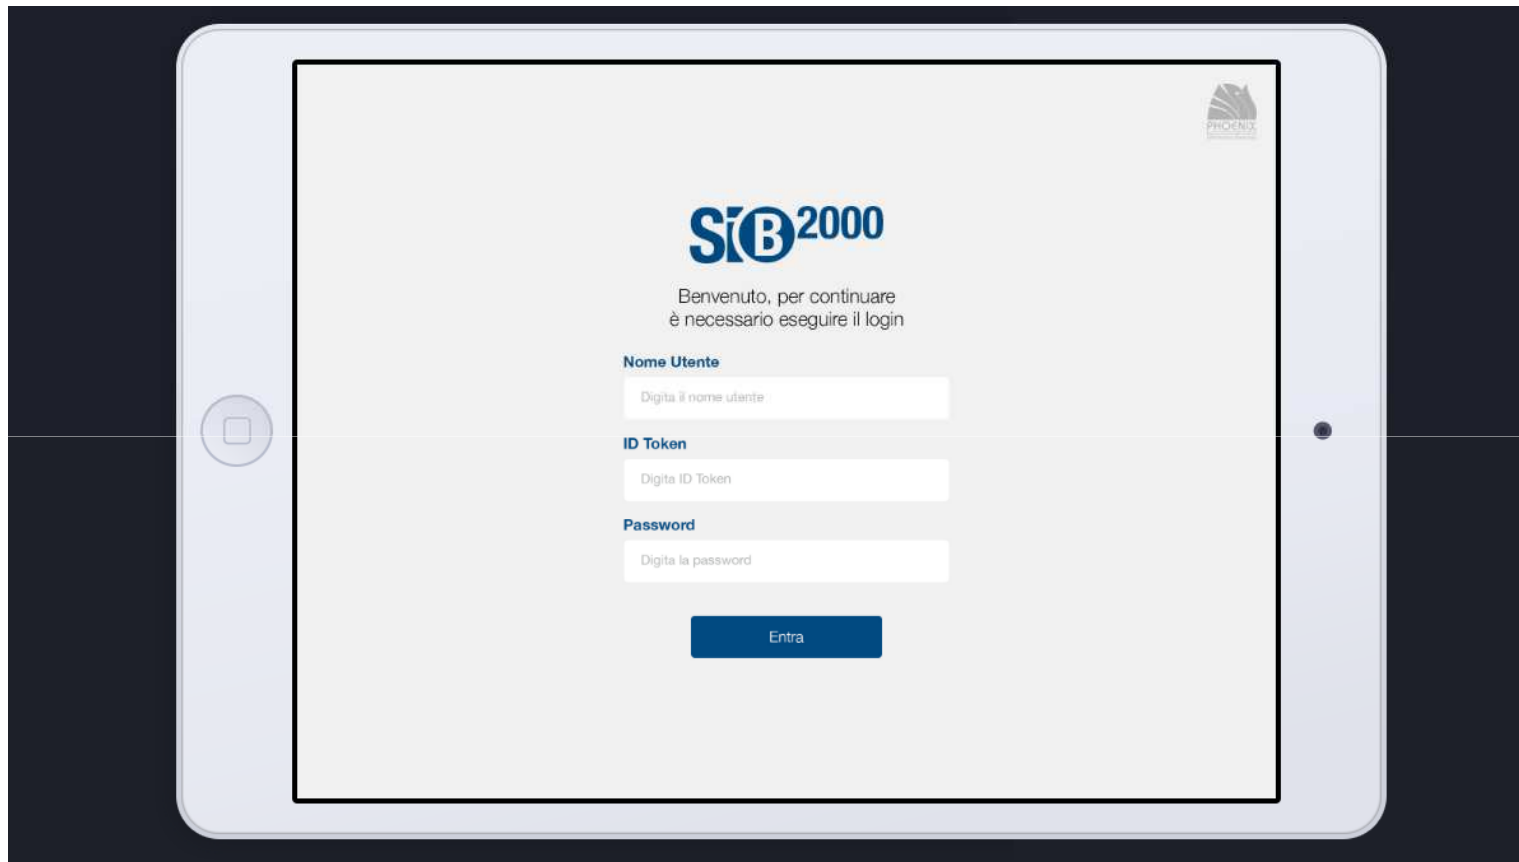 PHOENIX
SiB2000
Benvenuto, per continuare
è necessario eseguire il login
Nome Utente
Digita il nome utente
ID Token
Digita ID Token
Password
Digita la password
Entra